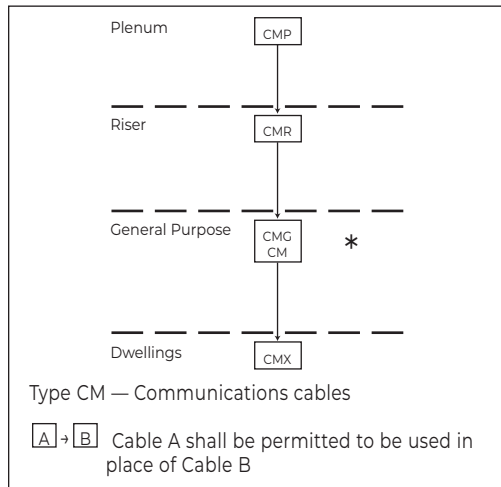 Plenum
CMP
Riser
CMR
General Purpose
CMG
CM
*
Dwellings
CMX
Type CM — Communications cables
A → B Cable A shall be permitted to be used in
place of Cable B